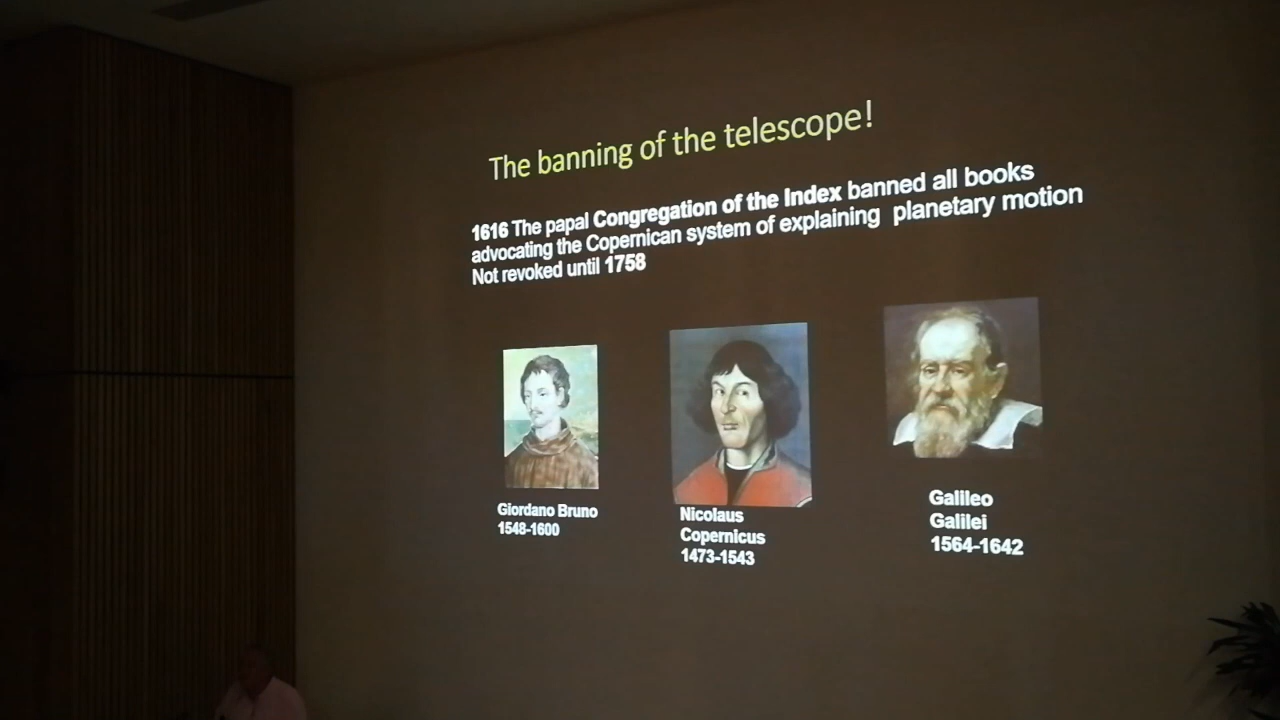 The banning of the telescope!
1616 The papal Congregation of the Index banned all books
advocating the Copernican system of explaining planetary motion
Not revoked until 1758
Giordano Bruno
1548-1600
Nicolaus
Copernicus
1473-1543
Galileo
Galilei
1564-1642